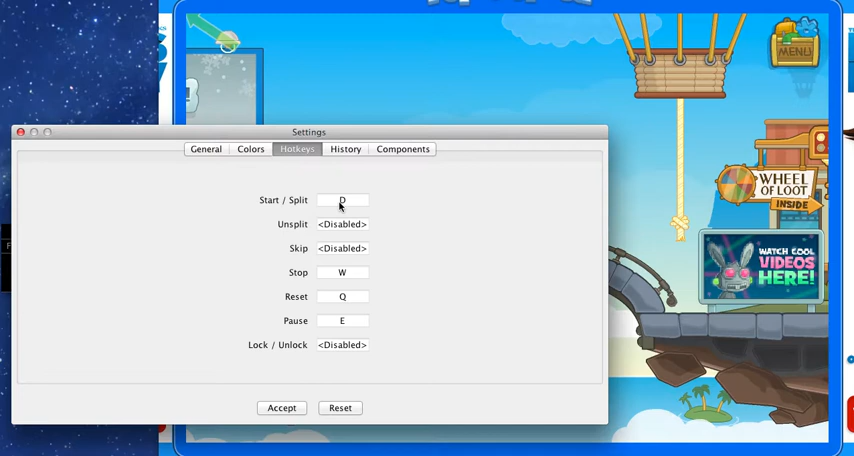 MENU
Settings
General Colors Hotkeys History Components
WHEEL
OF LOOT
INSIDE
Start / Split D
Unsplit <Disabled>
Skip <Disabled>
Stop W
Reset Q
Pause E
Lock / Unlock <Disabled>
WATCH COOL
VIDEOS
HERE!
Accept Reset